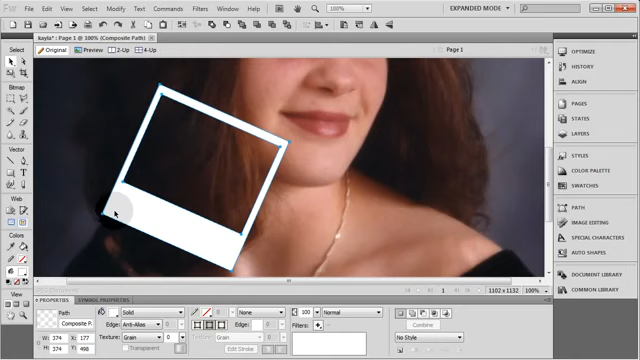 Fw
File Edit View Select Modify Text Commands Filters Window Help
100%
EXPANDED MODE
kayla* : Page 1 @ 100% (Composite Path)
Original Preview 2-Up 4-Up
Page 1
Select
Bitmap
Vector
Web
Colors
View
OPTIMIZE
HISTORY
ALIGN
PAGES
STATES
LAYERS
STYLES
COLOR PALETTE
SWATCHES
PATH
IMAGE EDITING
SPECIAL CHARACTERS
AUTO SHAPES
DOCUMENT LIBRARY
COMMON LIBRARY
1
1102 x 1132
100%
PROPERTIES SYMBOL PROPERTIES
Path
Composite P
Solid
None
100
Normal
Edge: Anti-Alias 0
Edge:
Filters:
Combine
W: 374 X: 177
Texture: Grain 0
Texture: Grain
No Style
H: 374 Y: 498
Transparent
Edit Stroke